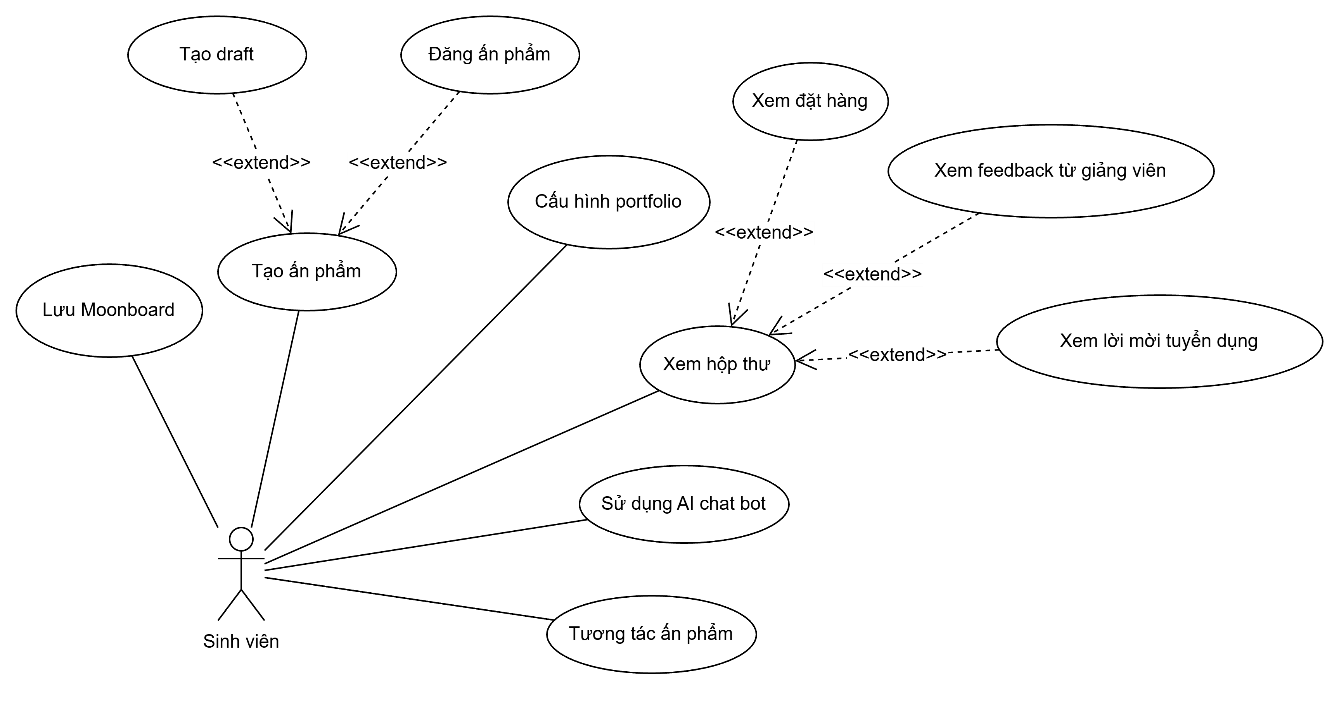 Tạo draft
Đăng ấn phẩm
Xem đặt hàng
<<extend>>
<<extend>>
Xem feedback từ giảng viên
Cấu hình portfolio
<<extend>>
Tạo ấn phẩm
<<extend>>
Lưu Moonboard
Xem lời mời tuyển dụng
<<extend>>
Xem hộp thư
Sử dụng AI chat bot
Tương tác ấn phẩm
Sinh viên